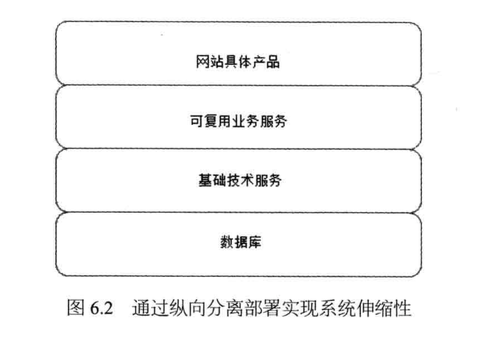 网站具体产品
可复用业务服务
基础技术服务
数据库
图 6.2 通过纵向分离部署实现系统伸缩性